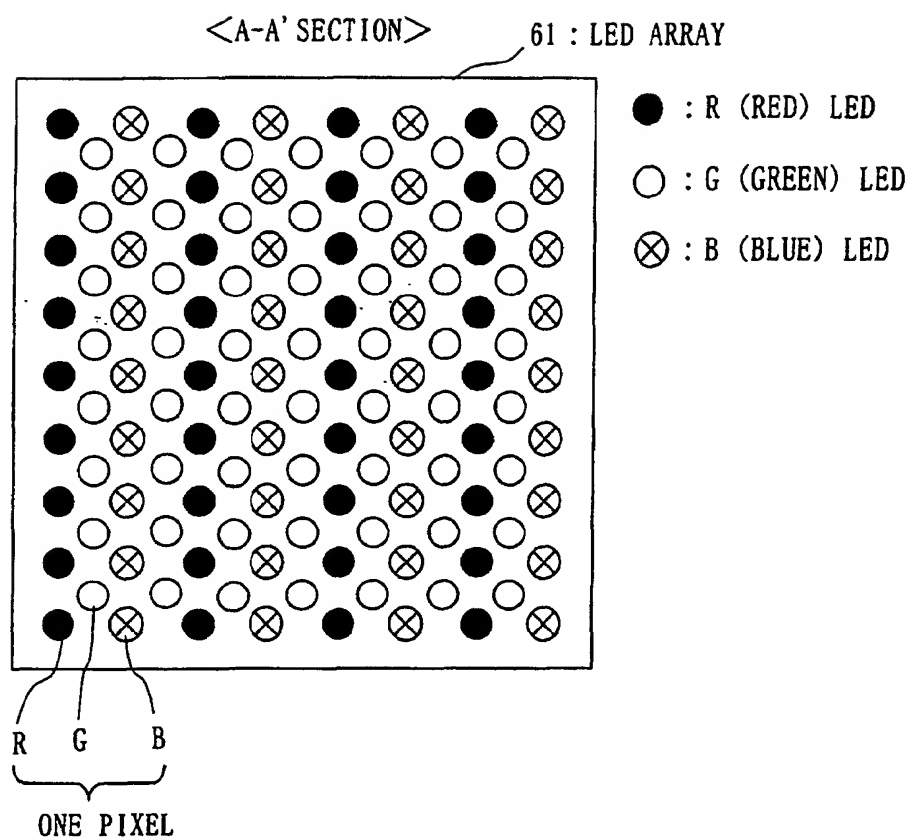 <A-A' SECTION>
61 : LED ARRAY
: R (RED) LED
: G (GREEN) LED
: B (BLUE) LED
R G B
ONE PIXEL